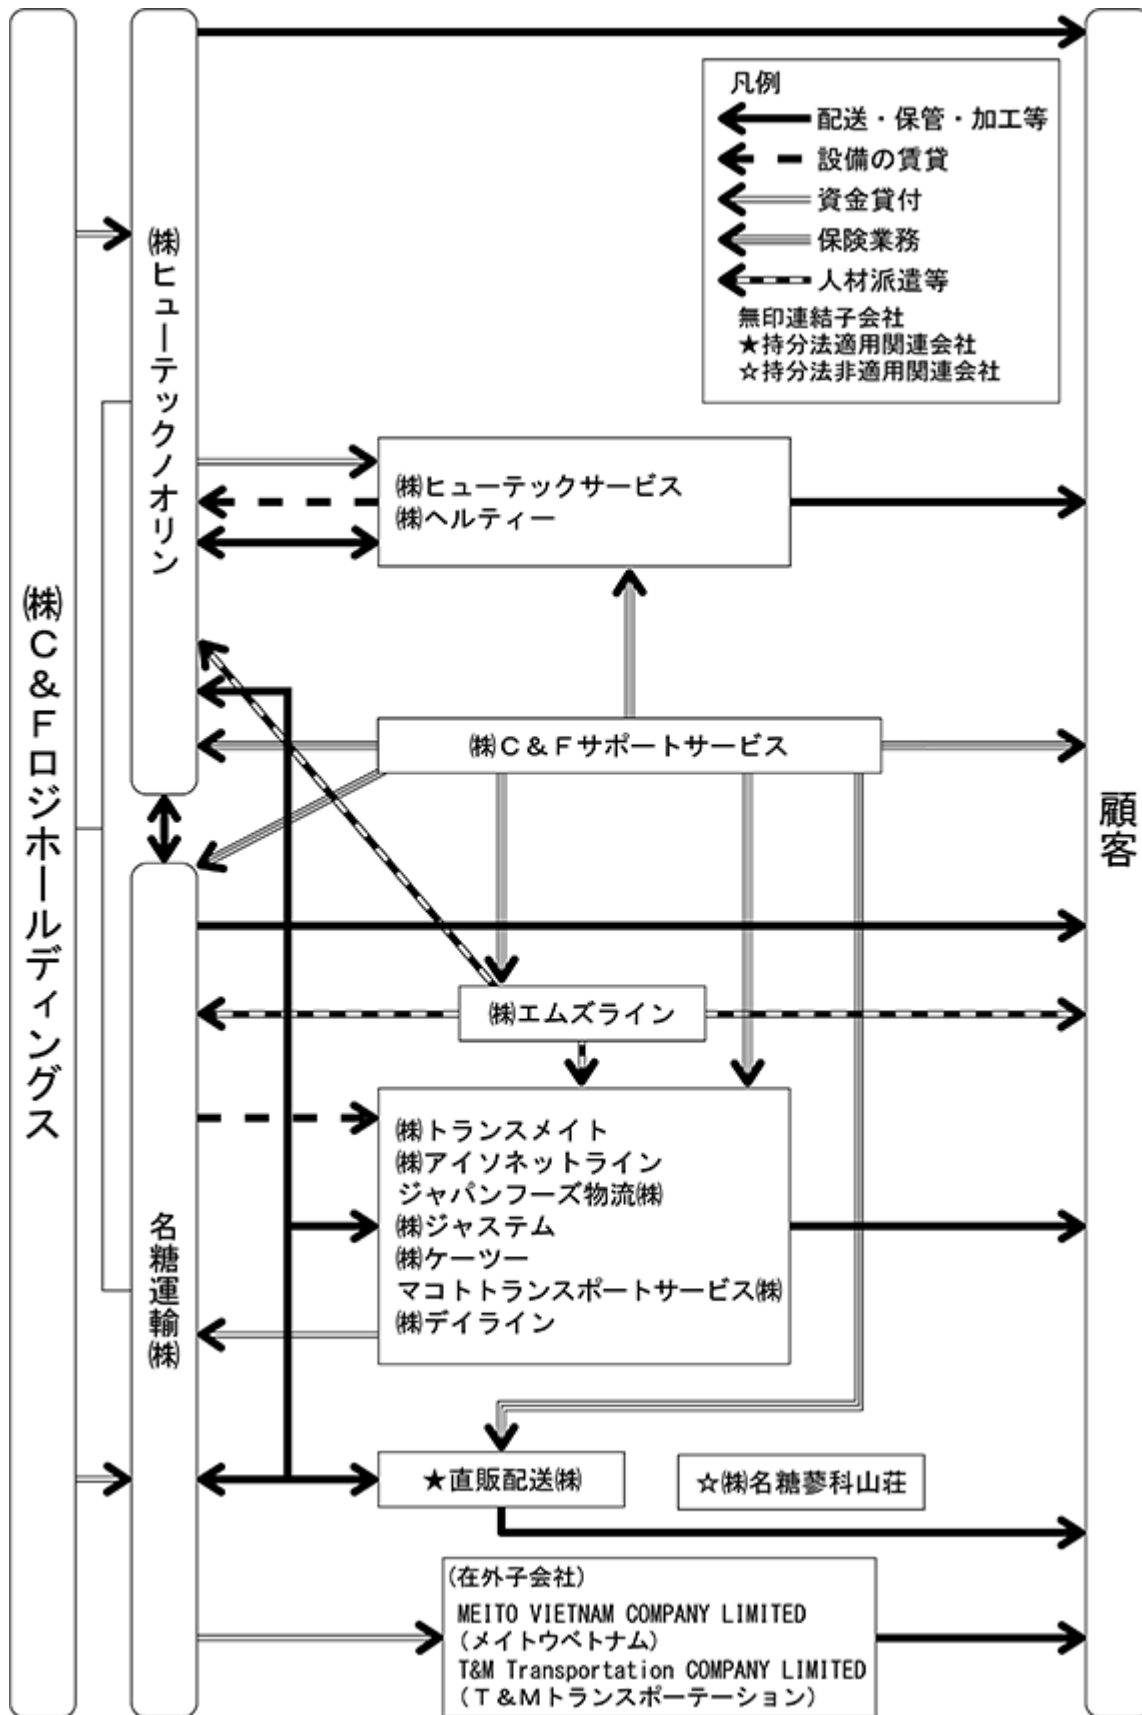 ㈱C&Fロジホールディングス
㈱ヒューテックノオリン
名糖運輸㈱
顧客
凡例
配送・保管・加工等
設備の賃貸
資金貸付
保険業務
人材派遣等
無印連結子会社
★持分法適用関連会社
☆持分法非適用関連会社
㈱ヒューテックサービス
㈱ヘルティー
㈱C&Fサポートサービス
㈱エムズライン
㈱トランスメイト
㈱アイソネットライン
ジャパンフーズ物流㈱
㈱ジャステム
㈱ケーツー
マコトトランスポートサービス㈱
㈱デイライン
★直販配送㈱
☆㈱名糖蓼科山荘
(在外子会社)
MEITO VIETNAM COMPANY LIMITED
(メイトウベトナム)
T&M Transportation COMPANY LIMITED
(T&Mトランスポーテーション)